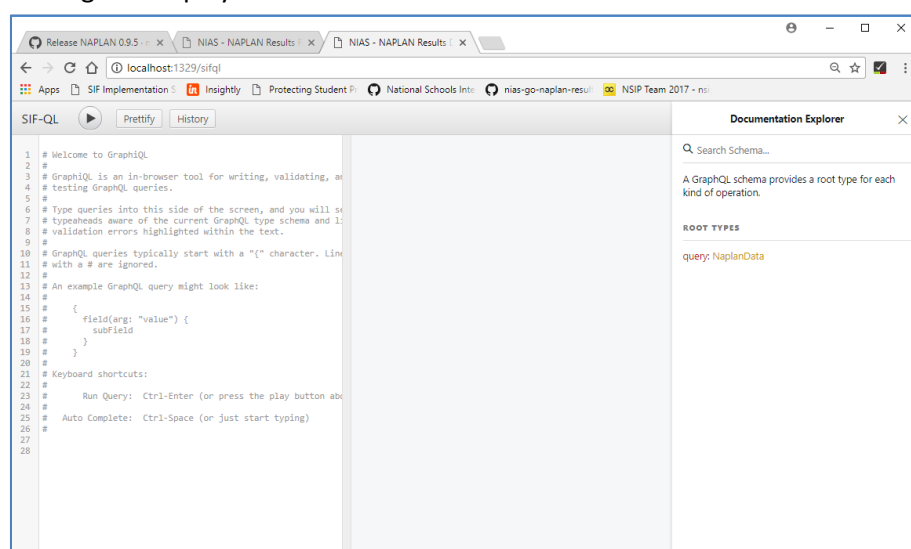 Release NAPLAN 0.9.5 · n
NIAS - NAPLAN Results
NIAS - NAPLAN Results
localhost:1329/sifql
Apps SIF Implementation S Insightly Protecting Student Pr National Schools Inte nias-go-naplan-resul NSIP Team 2017 - nsi
SIF-QL Prettify History
1 # Welcome to GraphiQL
2 #
3 # GraphiQL is an in-browser tool for writing, validating, a
4 # testing GraphQL queries.
5 #
6 # Type queries into this side of the screen, and you will s
7 # typeaheads aware of the current GraphQL type schema and li
8 # validation errors highlighted within the text.
9 #
10 # GraphQL queries typically start with a "{" character. Line
11 # with a # are ignored.
12 #
13 # An example GraphQL query might look like:
14 #
15 # {
16 # field(arg: "value") {
17 # subField
18 # }
19 # }
20 #
21 # Keyboard shortcuts:
22 #
23 # Run Query: Ctrl-Enter (or press the play button abo
24 #
25 # Auto Complete: Ctrl-Space (or just start typing)
26 #
27
28
Documentation Explorer
Search Schema...
A GraphQL schema provides a root type for each
kind of operation.
ROOT TYPES
query: NaplanData